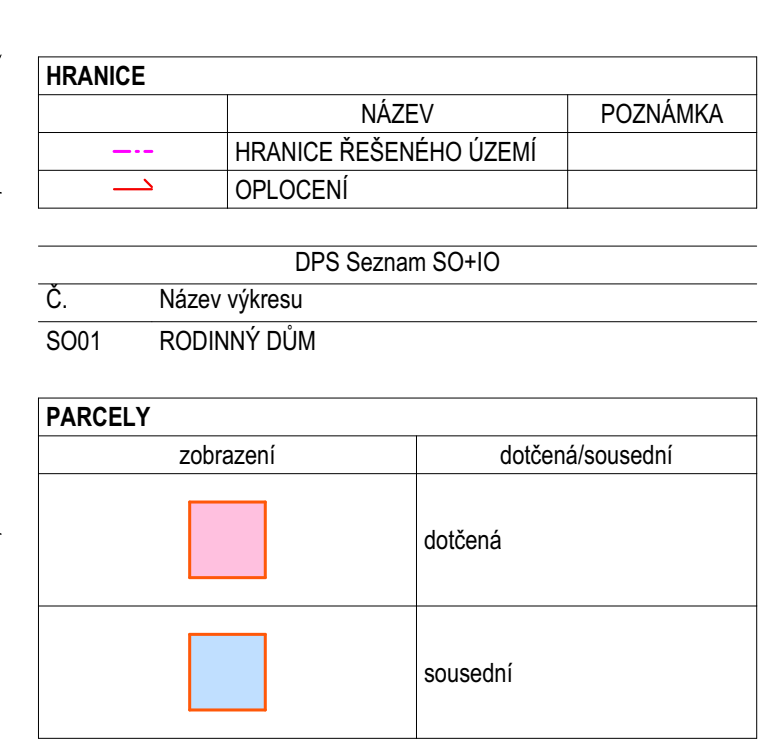 HRANICE
NÁZEV POZNÁMKA
HRANICE ŘEŠENÉHO ÚZEMÍ
OPLOCENÍ
DPS Seznam SO+IO
Č. Název výkresu
SO01 RODINNÝ DŮM
PARCELY
zobrazení dotčená/sousední
dotčená
sousední